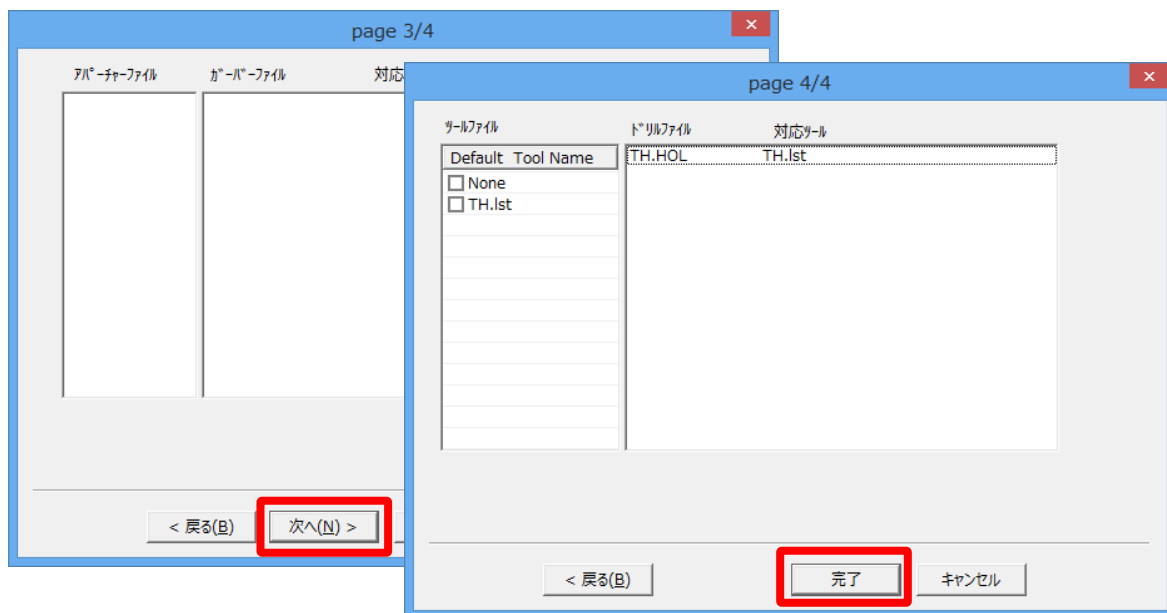 page 3/4
ｱﾊﾟｰﾁｬｰﾌｧｲﾙ ｶﾞｰﾊﾞｰﾌｧｲﾙ 対応
< 戻る(B) 次へ(N) >
page 4/4
ﾂｰﾙﾌｧｲﾙ ﾄﾞﾘﾙﾌｧｲﾙ 対応ﾂｰﾙ
Default Tool Name TH.HOL TH.lst
None
TH.lst
< 戻る(B) 完了 キャンセル